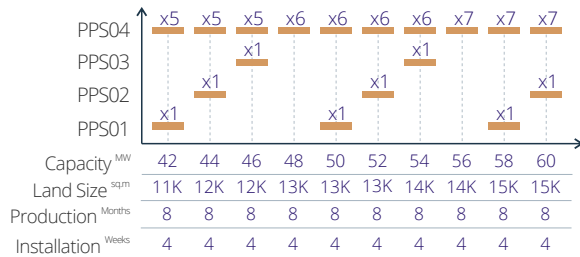 PPS04 x5 x5 x5 x6 x6 x6 x6 x7 x7 x7
PPS03 x1 x1
PPS02 x1 x1 x1
PPS01 x1 x1 x1
Capacity MW 42 44 46 48 50 52 54 56 58 60
Land Size sq.m 11K 12K 12K 13K 13K 13K 14K 14K 15K 15K
Production Months 8 8 8 8 8 8 8 8 8 8
Installation Weeks 4 4 4 4 4 4 4 4 4 4